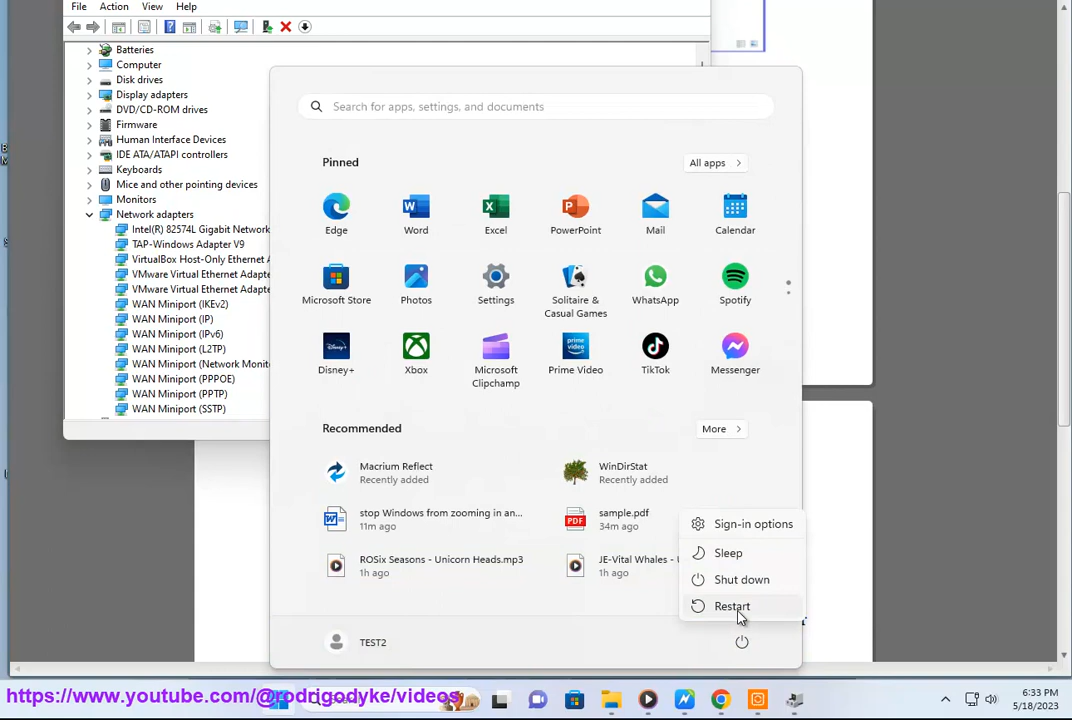 File Action View Help
Batteries
Computer
Disk drives
Display adapters
DVD/CD-ROM drives
Firmware
Human Interface Devices
IDE ATA/ATAPI controllers
Keyboards
Mice and other pointing devices
Monitors
Network adapters
Intel(R) 82574L Gigabit Network
TAP-Windows Adapter V9
VirtualBox Host-Only Ethernet A
VMware Virtual Ethernet Adapte
VMware Virtual Ethernet Adapte
WAN Miniport (IKEv2)
WAN Miniport (IP)
WAN Miniport (IPv6)
WAN Miniport (L2TP)
WAN Miniport (Network Monit
WAN Miniport (PPPOE)
WAN Miniport (PPTP)
WAN Miniport (SSTP)
Search for apps, settings, and documents
Pinned
All apps
Edge
Word
Excel
PowerPoint
Mail
Calendar
Microsoft Store
Photos
Settings
Solitaire &
Casual Games
WhatsApp
Spotify
Disney+
Xbox
Microsoft
Clipchamp
Prime Video
TikTok
Messenger
Recommended
More
Macrium Reflect
Recently added
WinDirStat
Recently added
stop Windows from zooming in an...
11m ago
sample.pdf
34m ago
ROSix Seasons - Unicorn Heads.mp3
1h ago
JE-Vital Whales - U
1h ago
Sign-in options
Sleep
Shut down
Restart
TEST2
https://www.youtube.com/@rodrigodyke/videos
6:33 PM
5/18/2023